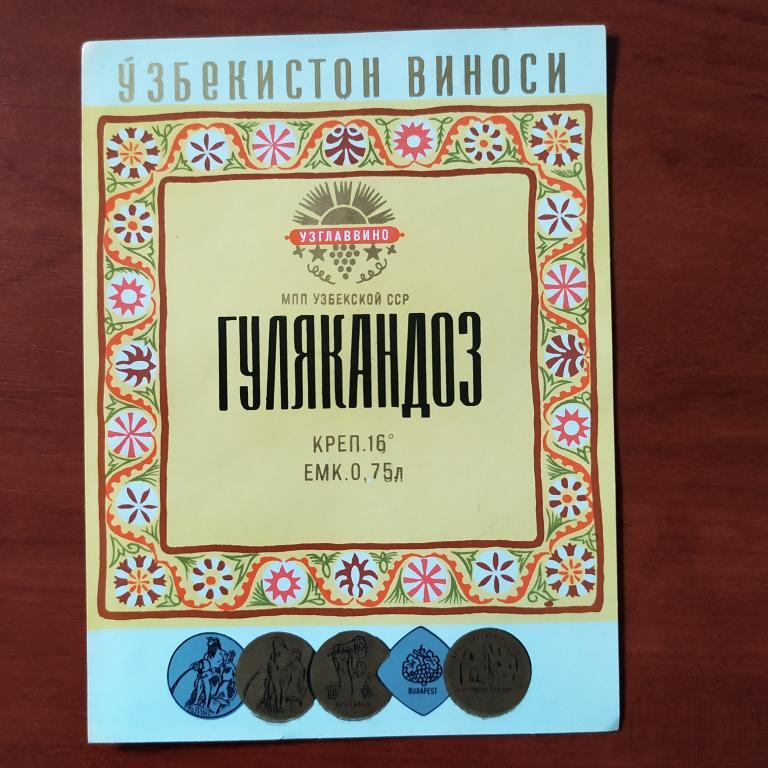 ЎЗБЕКИСТОН ВИНОСИ
УЗГЛАВВИНО
МПП УЗБЕКСКОЙ ССР
ГУЛЯКАНДОЗ
КРЕП.16°
ЕМК.0,75л
BUDAPEST